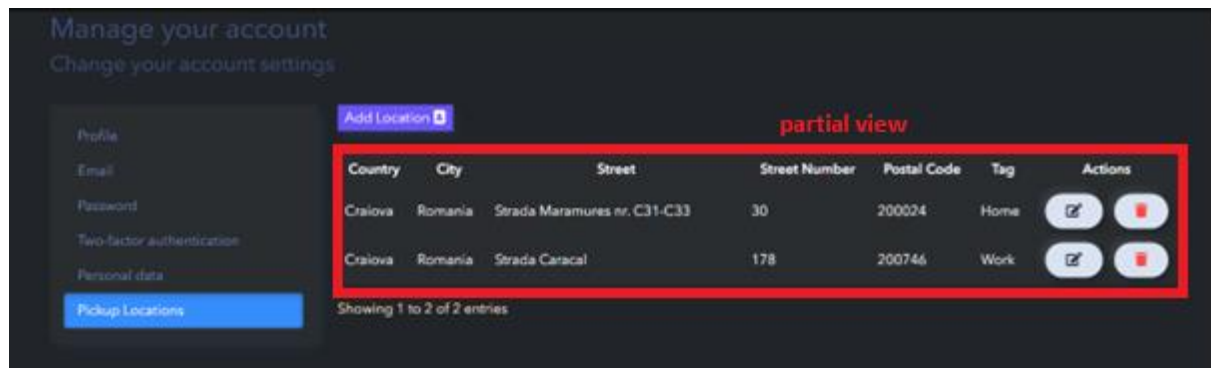 Manage your account
Change your account settings
Profile
Email
Password
Two-factor authentication
Personal data
Pickup Locations
Add Location
partial view
Country City Street Street Number Postal Code Tag Actions
Craiova Romania Strada Maramures nr. C31-C33 30 200024 Home
Craiova Romania Strada Caracal 178 200746 Work
Showing 1 to 2 of 2 entries